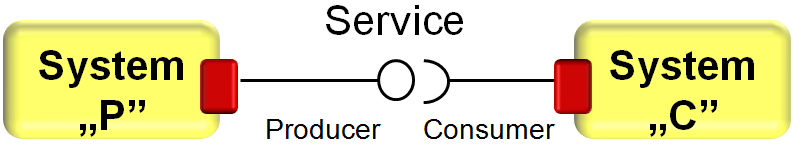 Service
System
„P”
System
„C”
Producer
Consumer